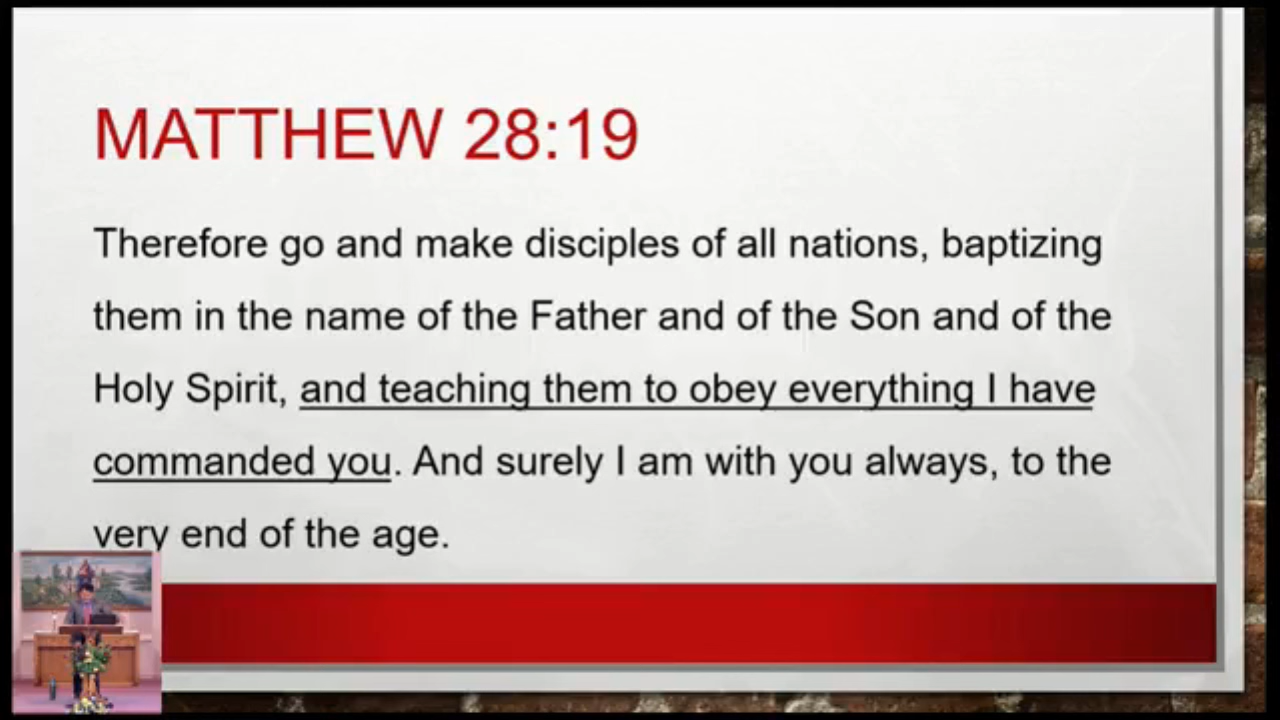 MATTHEW 28:19
Therefore go and make disciples of all nations, baptizing
them in the name of the Father and of the Son and of the
Holy Spirit, and teaching them to obey everything I have
commanded you. And surely I am with you always, to the
very end of the age.